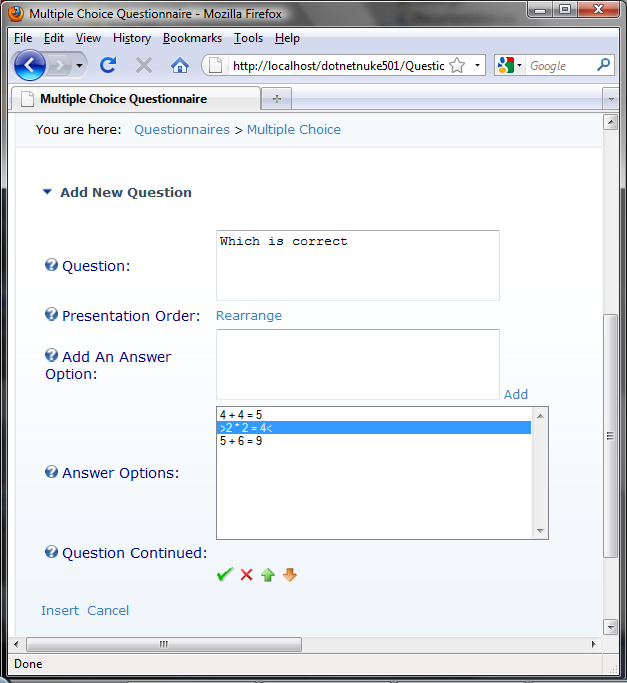 Multiple Choice Questionnaire - Mozilla Firefox
File Edit View History Bookmarks Tools Help
http://localhost/dotnetnuke501/Questic Google
Multiple Choice Questionnaire
You are here: Questionnaires > Multiple Choice
Add New Question
Which is correct
Question:
Presentation Order: Rearrange
Add An Answer
Option:
Add
4 + 4 = 5
>2 * 2 = 4<
5 + 6 = 9
Answer Options:
Question Continued:
Insert Cancel
Done